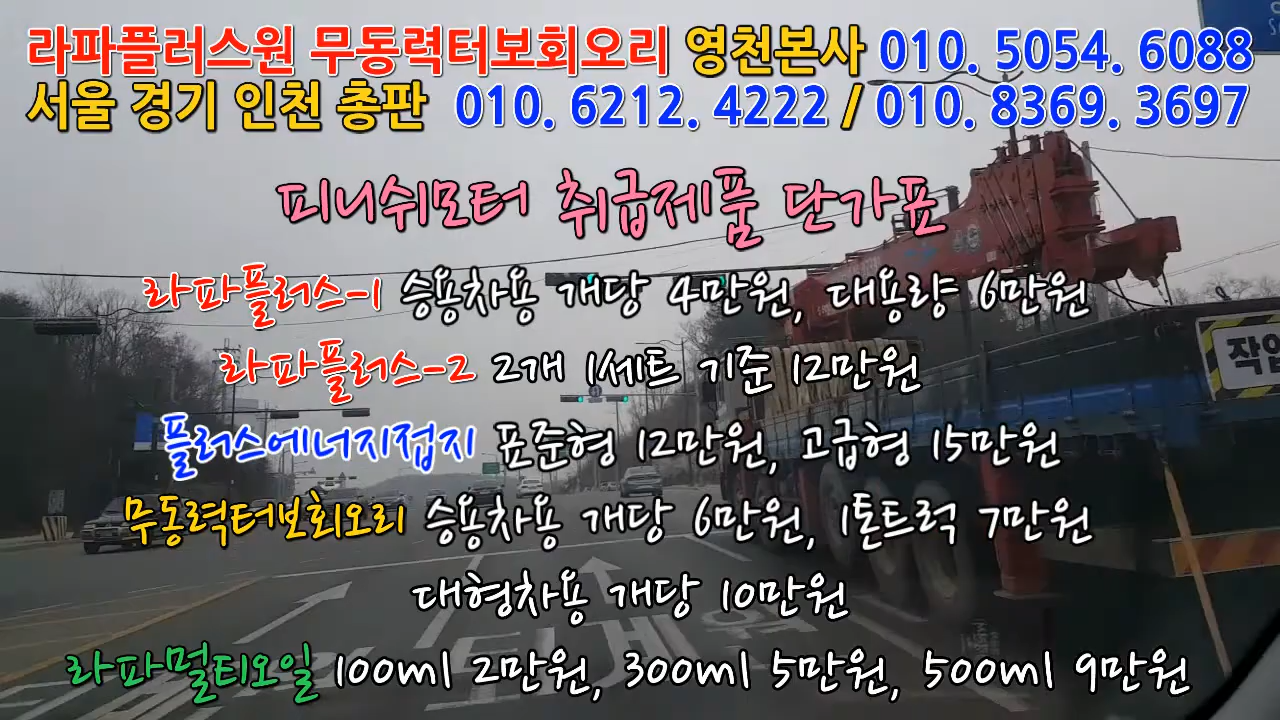 라파플러스원 무동력터보회오리 영천본사 010. 5054. 6088
서울 경기 인천 총판 010. 6212. 4222 / 010. 8369. 3697
피니쉬모터 취급제품 단가표
라파플러스-1 승용차용 개당 4만원, 대용량 6만원
라파플러스-2 2개 1세트 기준 12만원
플러스에너지접지 표준형 12만원, 고급형 15만원
무동력터보회오리 승용차용 개당 6만원, 1톤트럭 7만원
대형차용 개당 10만원
라파멀티오일 100ml 2만원, 300ml 5만원, 500ml 9만원
작업